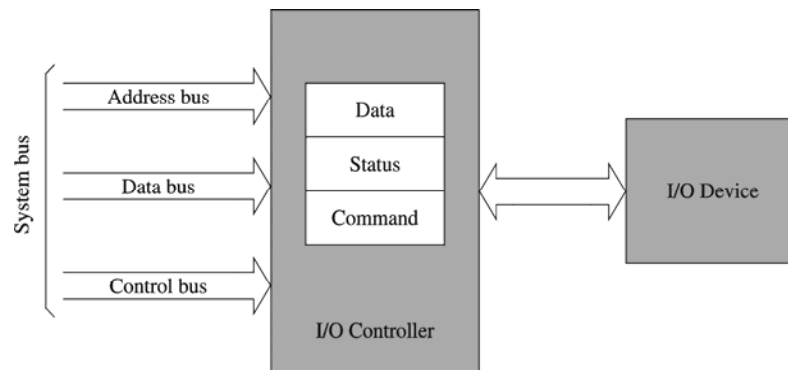 System bus
Address bus
Data bus
Control bus
Data
Status
Command
I/O Controller
I/O Device